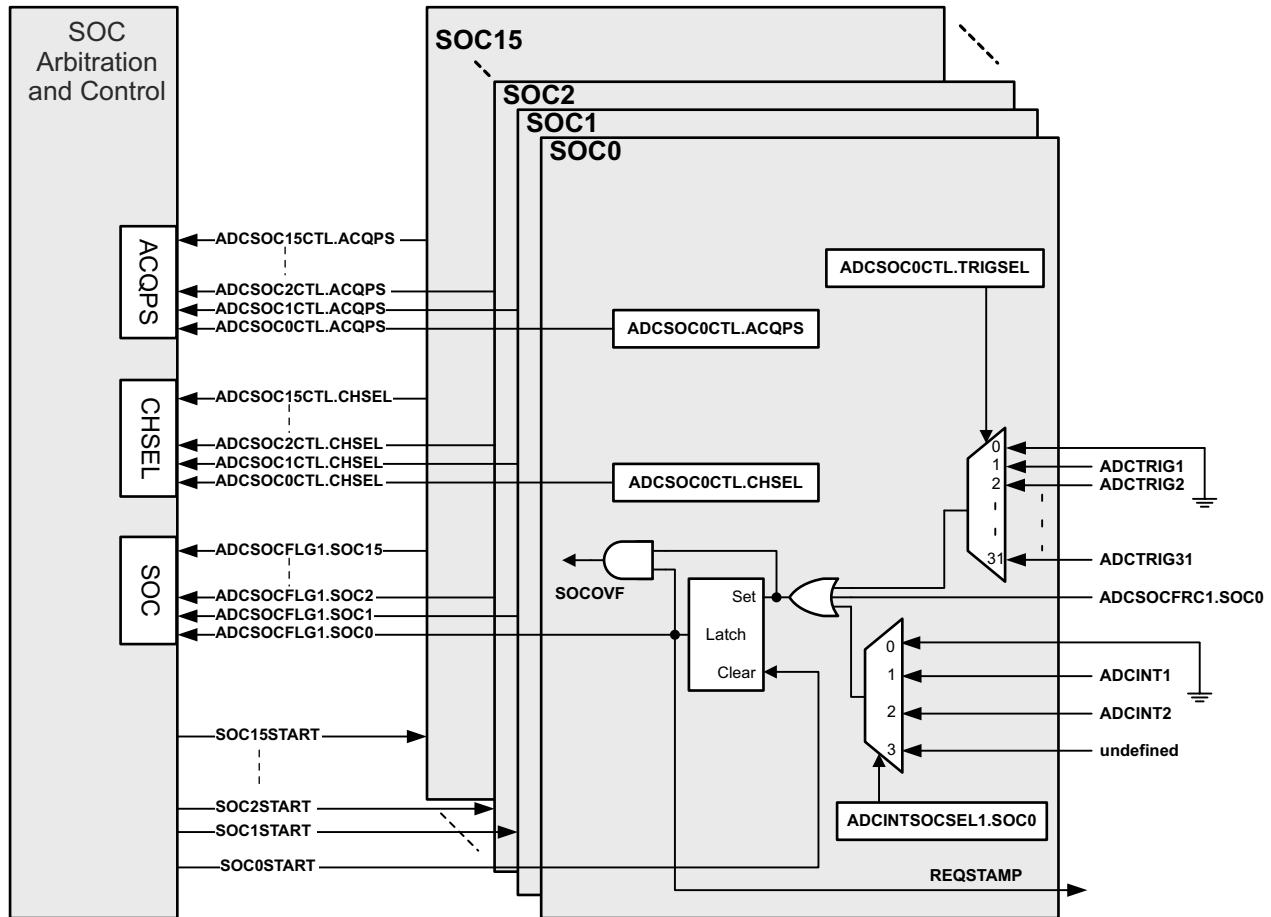 SOC
Arbitration
and Control
SOC15
SOC2
SOC1
SOC0
ACQPS
ADCSOC15CTL.ACQPS
ADCSOC2CTL.ACQPS
ADCSOC1CTL.ACQPS
ADCSOC0CTL.ACQPS
ADCSOC0CTL.ACQPS
ADCSOC0CTL.TRIGSEL
CHSEL
ADCSOC15CTL.CHSEL
ADCSOC2CTL.CHSEL
ADCSOC1CTL.CHSEL
ADCSOC0CTL.CHSEL
ADCSOC0CTL.CHSEL
0
1
2
31
ADCTRIG1
ADCTRIG2
ADCTRIG31
SOC
ADCSOCFLG1.SOC15
ADCSOCFLG1.SOC2
ADCSOCFLG1.SOC1
ADCSOCFLG1.SOC0
SOCOVF
Set
Latch
Clear
ADCSOCFRC1.SOC0
0
1
2
3
ADCINT1
ADCINT2
undefined
ADCINTSOCSEL1.SOC0
SOC15START
SOC2START
SOC1START
SOC0START
REQSTAMP